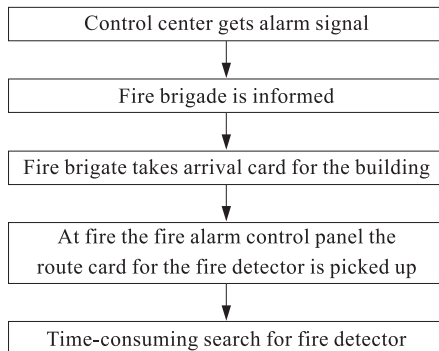 Control center gets alarm signal
Fire brigade is informed
Fire brigate takes arrival card for the building
At fire the fire alarm control panel the
route card for the fire detector is picked up
Time-consuming search for fire detector